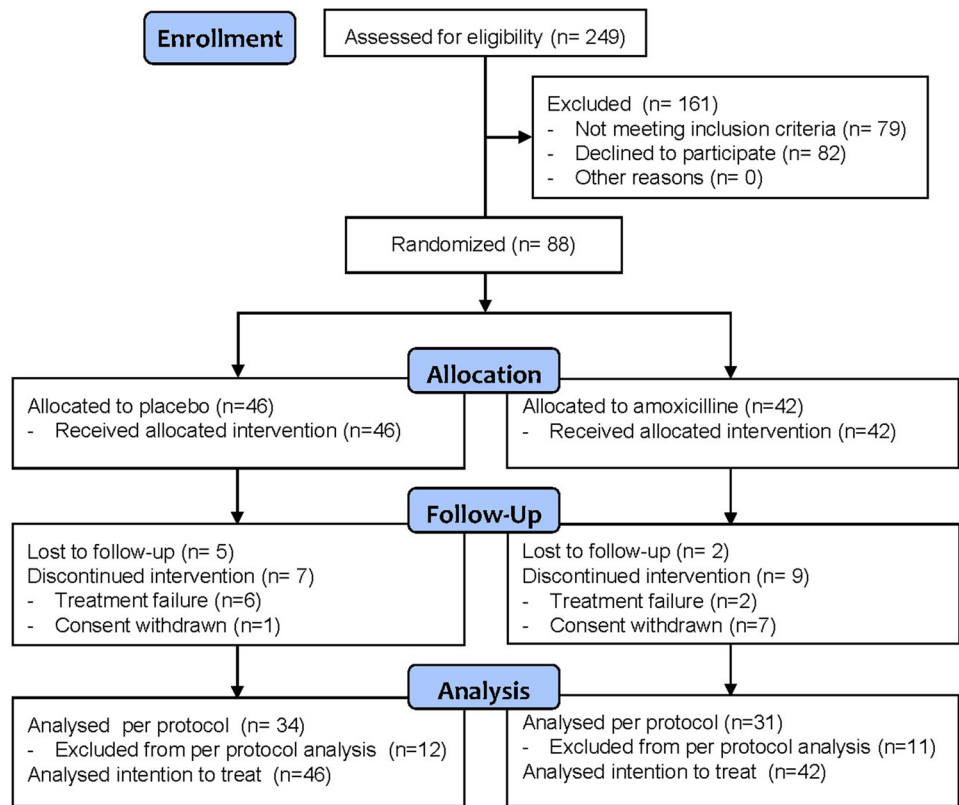 Enrollment
Assessed for eligibility (n= 249)
Excluded (n= 161)
- Not meeting inclusion criteria (n= 79)
- Declined to participate (n= 82)
- Other reasons (n= 0)
Randomized (n= 88)
Allocation
Allocated to placebo (n=46)
- Received allocated intervention (n=46)
Allocated to amoxicilline (n=42)
- Received allocated intervention (n=42)
Follow-Up
Lost to follow-up (n= 5)
Discontinued intervention (n= 7)
- Treatment failure (n=6)
- Consent withdrawn (n=1)
Lost to follow-up (n= 2)
Discontinued intervention (n= 9)
- Treatment failure (n=2)
- Consent withdrawn (n=7)
Analysis
Analysed per protocol (n= 34)
- Excluded from per protocol analysis (n=12)
Analysed intention to treat (n=46)
Analysed per protocol (n=31)
- Excluded from per protocol analysis (n=11)
Analysed intention to treat (n=42)